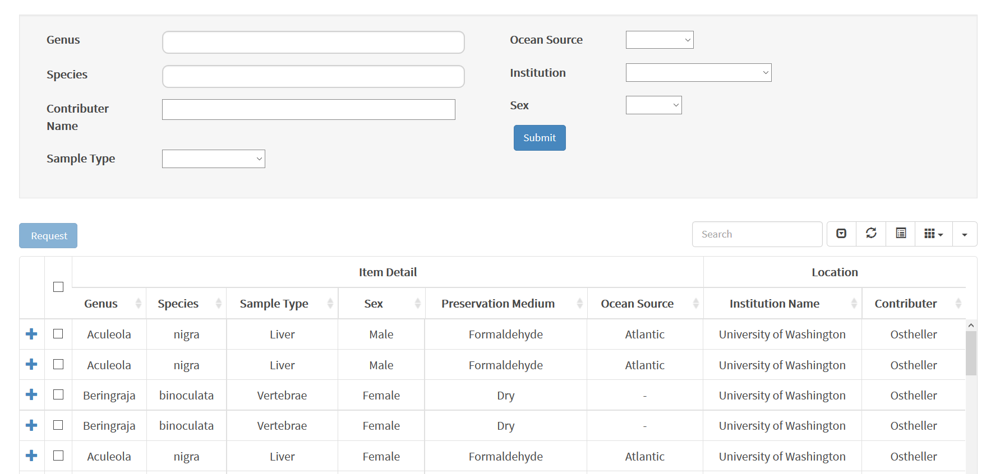 Genus
Species
Contributer
Name
Sample Type
Ocean Source
Institution
Sex
Submit
Request
Search
Item Detail Location
Genus Species Sample Type Sex Preservation Medium Ocean Source Institution Name Contributer
Aculeola nigra Liver Male Formaldehyde Atlantic University of Washington Ostheller
Aculeola nigra Liver Male Formaldehyde Atlantic University of Washington Ostheller
Beringraja binoculata Vertebrae Female Dry - University of Washington Ostheller
Beringraja binoculata Vertebrae Female Dry - University of Washington Ostheller
Aculeola nigra Liver Female Formaldehyde Atlantic University of Washington Ostheller